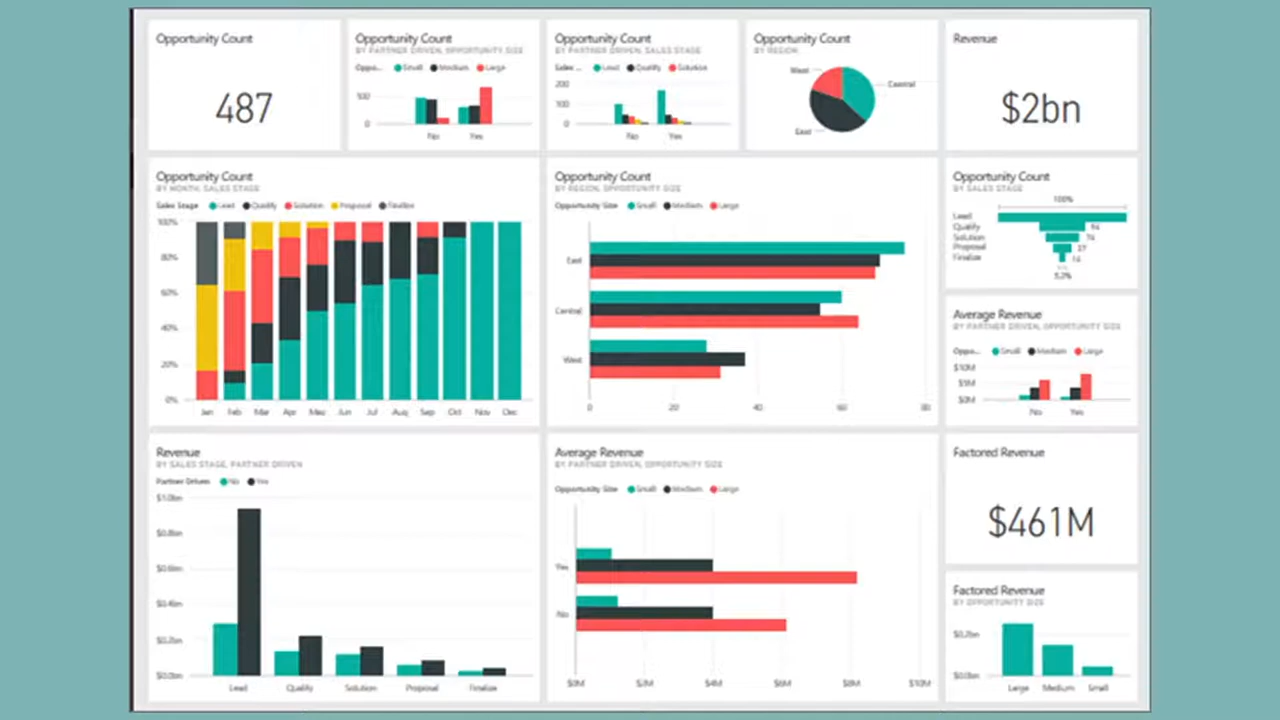 Opportunity Count
487
Opportunity Count
BY PARTNER DRIVEN, OPPORTUNITY SIZE
Oppo... Small Medium Large
500
0
No Yes
Opportunity Count
BY PARTNER DRIVEN, SALES STAGE
Sales ... Lead Qualify Solution
200
100
0
No Yes
Opportunity Count
BY REGION
West
Central
East
Revenue
$2bn
Opportunity Count
BY MONTH, SALES STAGE
Sales Stage Lead Qualify Solution Proposal Finalize
100%
80%
60%
40%
20%
0%
Jan Feb Mar Apr May Jun Jul Aug Sep Oct Nov Dec
Opportunity Count
BY REGION, OPPORTUNITY SIZE
Opportunity Size Small Medium Large
East
Central
West
0 20 40 60 80
Opportunity Count
BY SALES STAGE
100%
Lead
Qualify 94
Solution
Proposal
Finalize 14
Average Revenue
BY PARTNER DRIVEN, OPPORTUNITY SIZE
Oppo... Small Medium Large
$10M
$5M
$0M
No Yes
Revenue
BY SALES STAGE, PARTNER DRIVEN
Partner Driven No Yes
$1.0bn
$0.8bn
$0.6bn
$0.4bn
$0.2bn
$0.0bn
Lead Qualify Solution Proposal Finalize
Average Revenue
BY PARTNER DRIVEN, OPPORTUNITY SIZE
Opportunity Size Small Medium Large
Yes
No
$0M $2M $4M $6M $8M $10M
Factored Revenue
$461M
Factored Revenue
BY OPPORTUNITY SIZE
$0.2bn
$0.0bn
Large Medium Small